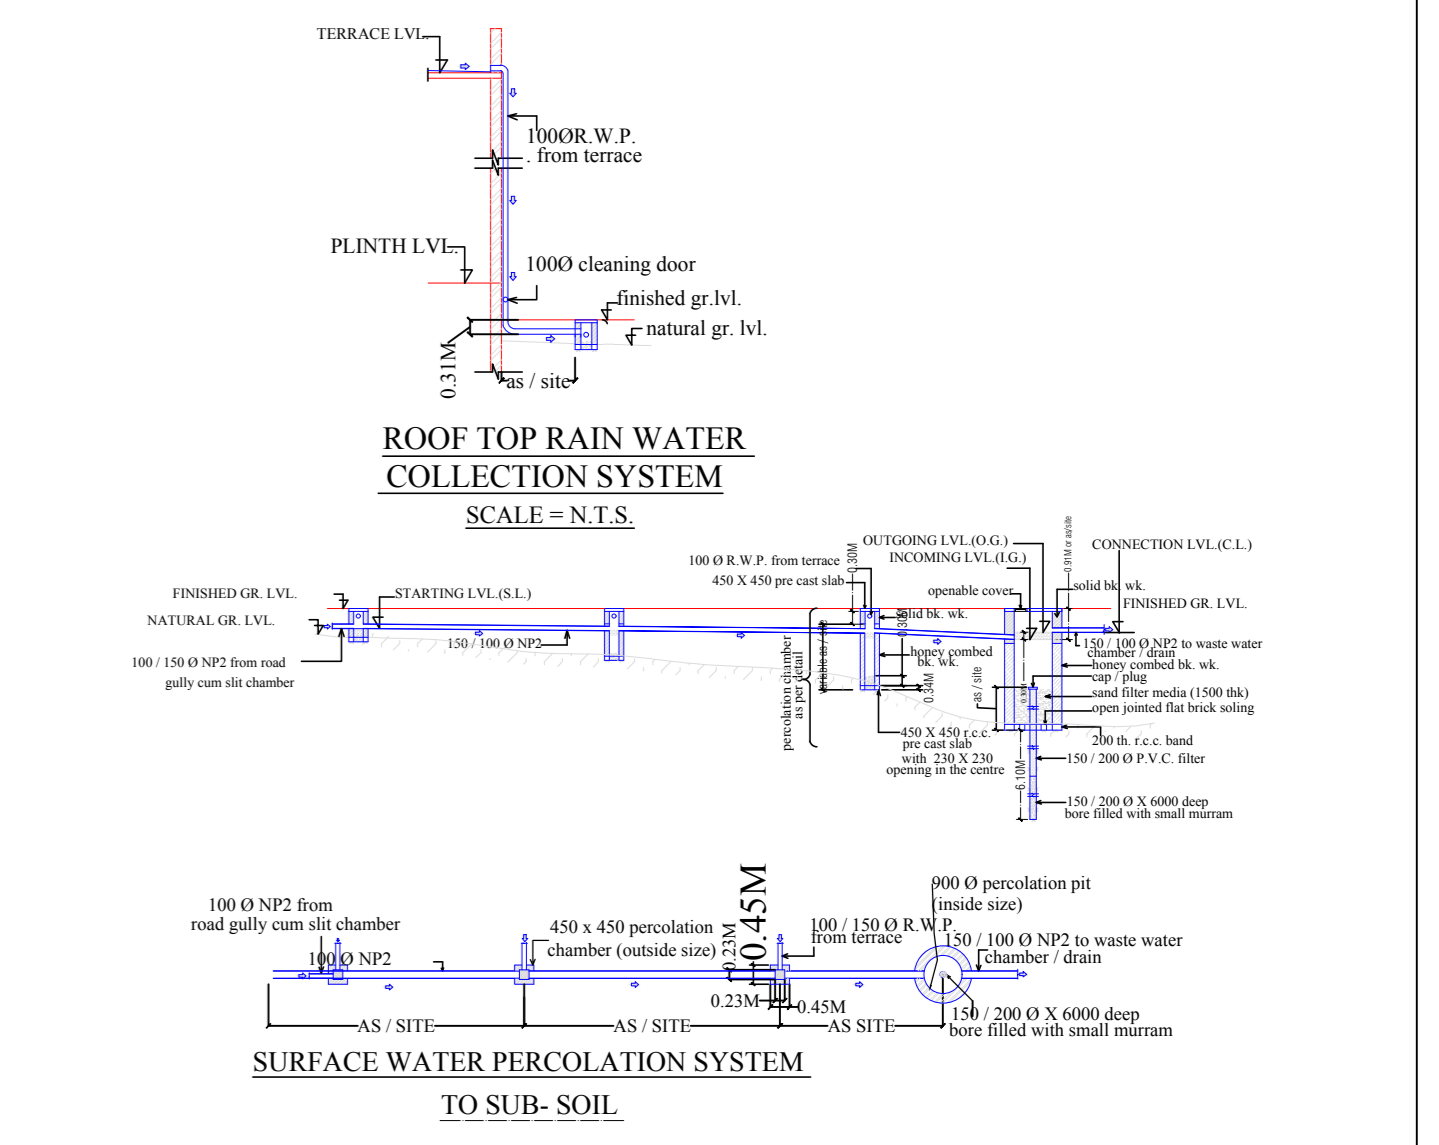 TERRACE LVL.
100ØR.W.P.
. from terrace
PLINTH LVL.
100Ø cleaning door
finished gr.lvl.
natural gr. lvl.
0.31M
as / site
ROOF TOP RAIN WATER
COLLECTION SYSTEM
SCALE = N.T.S.
FINISHED GR. LVL.
NATURAL GR. LVL.
STARTING LVL.(S.L.)
100 / 150 Ø NP2 from road
gully cum slit chamber
150 / 100 Ø NP2
100 Ø R.W.P. from terrace
450 X 450 pre cast slab
0.30M
OUTGOING LVL.(O.G.)
INCOMING LVL.(I.G.)
openable cover
0.91M or as/site
CONNECTION LVL.(C.L.)
solid bk. wk.
FINISHED GR. LVL.
solid bk. wk.
0.30M
variable as / site
percolation chamber
as per detail
honey combed
bk. wk.
0.34M
450 X 450 r.c.c.
pre cast slab
with 230 X 230
opening in the centre
as / site
150 / 100 Ø NP2 to waste water
chamber / drain
honey combed bk. wk.
cap / plug
sand filter media (1500 thk)
open jointed flat brick soling
200 th. r.c.c. band
150 / 200 Ø P.V.C. filter
6.10M
150 / 200 Ø X 6000 deep
bore filled with small murram
100 Ø NP2 from
road gully cum slit chamber
100 Ø NP2
450 x 450 percolation
chamber (outside size)
0.23M
0.45M
100 / 150 Ø R.W.P.
from terrace
900 Ø percolation pit
(inside size)
150 / 100 Ø NP2 to waste water
chamber / drain
0.23M
0.45M
150 / 200 Ø X 6000 deep
bore filled with small murram
AS / SITE
AS / SITE
AS SITE
SURFACE WATER PERCOLATION SYSTEM
TO SUB- SOIL